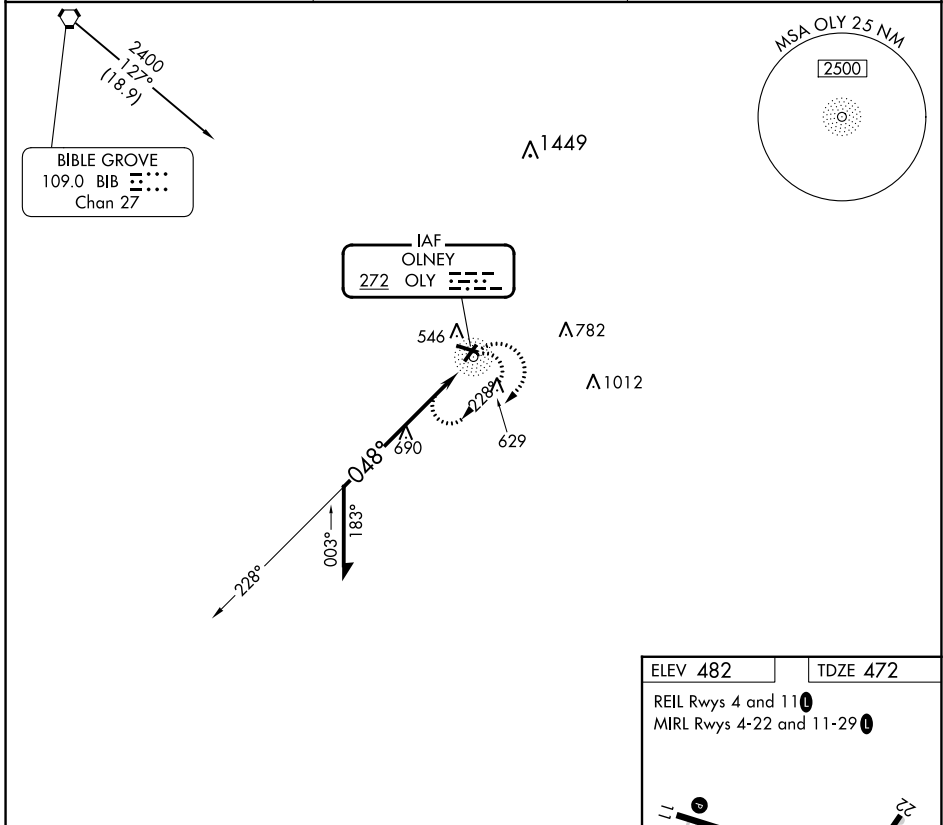 2400
127°
(18.9)
MSA OLY 25 NM
2500
BIBLE GROVE
109.0 BIB
Chan 27
1449
IAF
OLNEY
272 OLY
546
782
1012
228°
629
690
048°
003°
183°
228°
ELEV 482
TDZE 472
REIL Rwys 4 and 11 L
MIRL Rwys 4-22 and 11-29 L
11
P
22